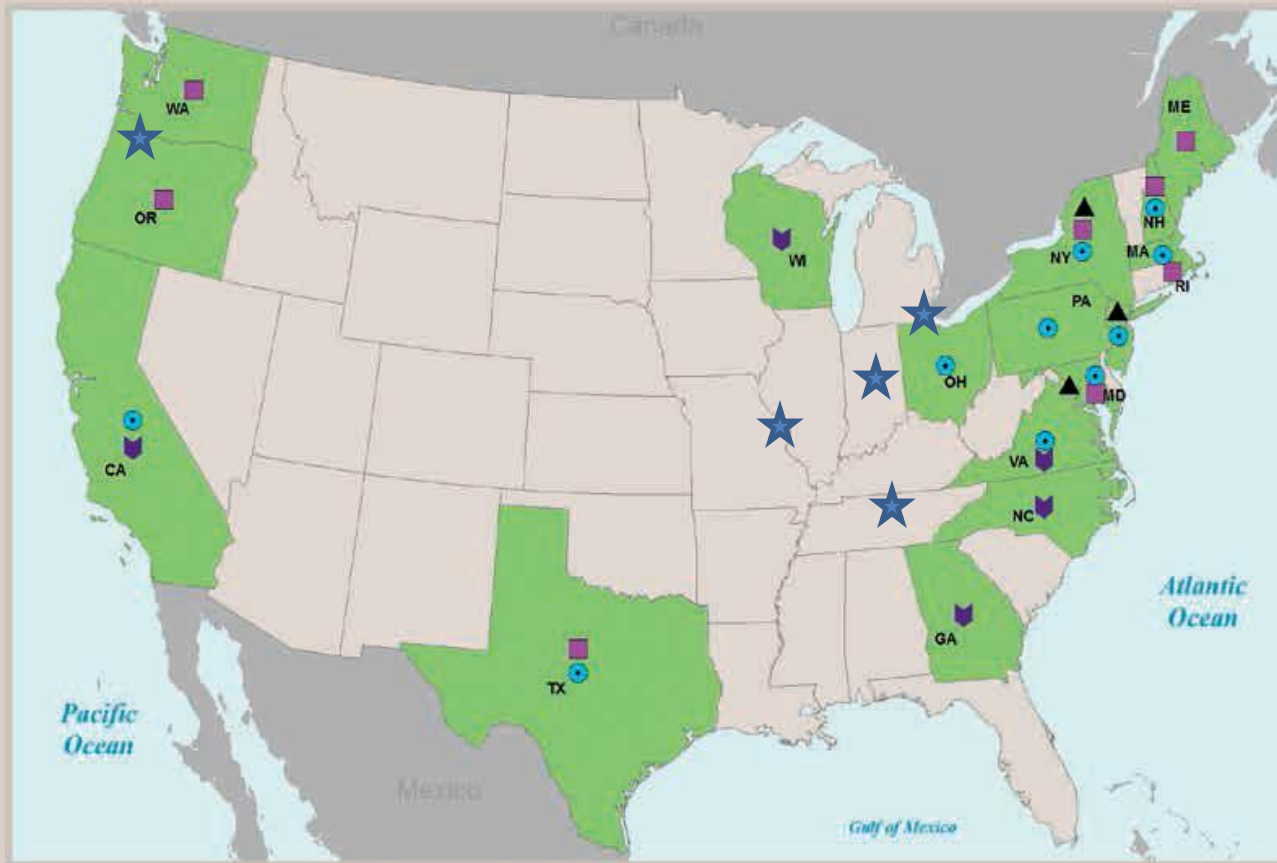 Canada
WA
ME
OR
NH
NY
MA
WI
RI
PA
OH
MD
CA
VA
NC
Atlantic
Ocean
GA
TX
Pacific
Ocean
Mexico
Gulf of Mexico